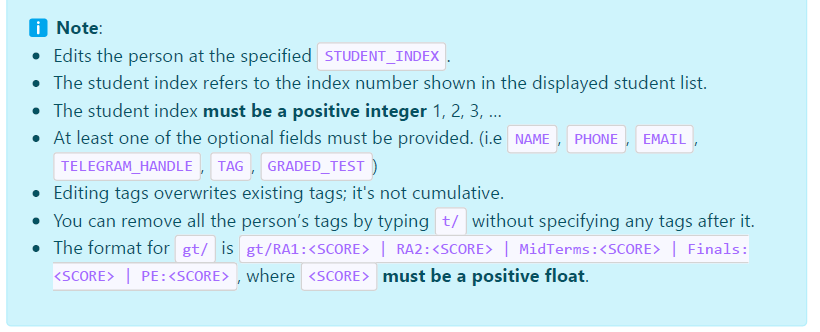 Note:
Edits the person at the specified STUDENT_INDEX.
The student index refers to the index number shown in the displayed student list.
The student index must be a positive integer 1, 2, 3, …
At least one of the optional fields must be provided. (i.e NAME, PHONE, EMAIL,
TELEGRAM_HANDLE, TAG, GRADED_TEST)
Editing tags overwrites existing tags; it's not cumulative.
You can remove all the person’s tags by typing t/ without specifying any tags after it.
The format for gt/ is gt/RA1:<SCORE> | RA2:<SCORE> | MidTerms:<SCORE> | Finals:
<SCORE> | PE:<SCORE>, where <SCORE> must be a positive float.